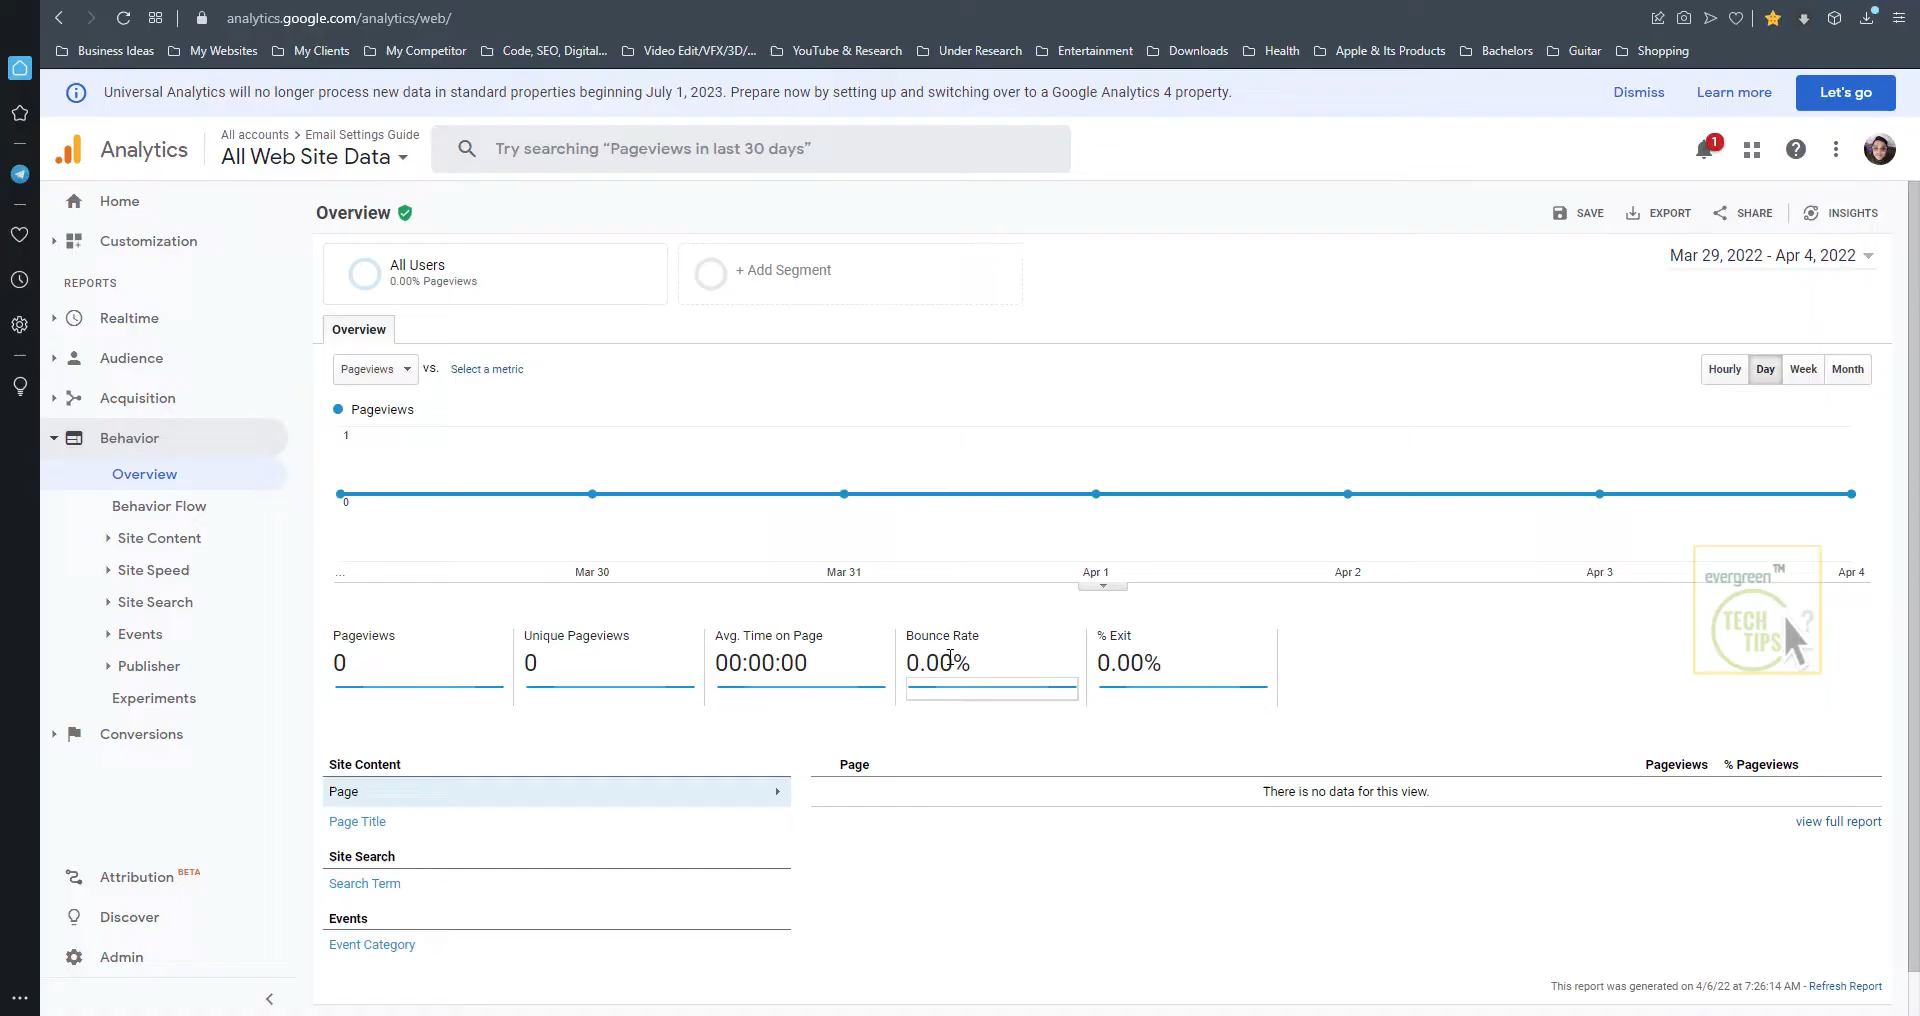 analytics.google.com/analytics/web/
Business Ideas My Websites My Clients My Competitor Code, SEO, Digital... Video Edit/VFX/3D/... YouTube & Research Under Research Entertainment Downloads Health Apple & Its Products Bachelors Guitar Shopping
Universal Analytics will no longer process new data in standard properties beginning July 1, 2023. Prepare now by setting up and switching over to a Google Analytics 4 property. Dismiss Learn more Let's go
Analytics
All accounts > Email Settings Guide
All Web Site Data
Try searching “Pageviews in last 30 days”
1
Home
Customization
REPORTS
Realtime
Audience
Acquisition
Behavior
Overview
Behavior Flow
Site Content
Site Speed
Site Search
Events
Publisher
Experiments
Conversions
Attribution BETA
Discover
Admin
Overview
SAVE EXPORT SHARE INSIGHTS
All Users
0.00% Pageviews
+ Add Segment
Mar 29, 2022 - Apr 4, 2022
Overview
Pageviews vs. Select a metric
Hourly Day Week Month
Pageviews
1
0
... Mar 30 Mar 31 Apr 1 Apr 2 Apr 3 Apr 4
evergreen™
TECH
TIPS
?
Pageviews Unique Pageviews Avg. Time on Page Bounce Rate % Exit
0 0 00:00:00 0.00% 0.00%
Site Content
Page
Page Title
Site Search
Search Term
Events
Event Category
Page Pageviews % Pageviews
There is no data for this view.
view full report
This report was generated on 4/6/22 at 7:26:14 AM - Refresh Report